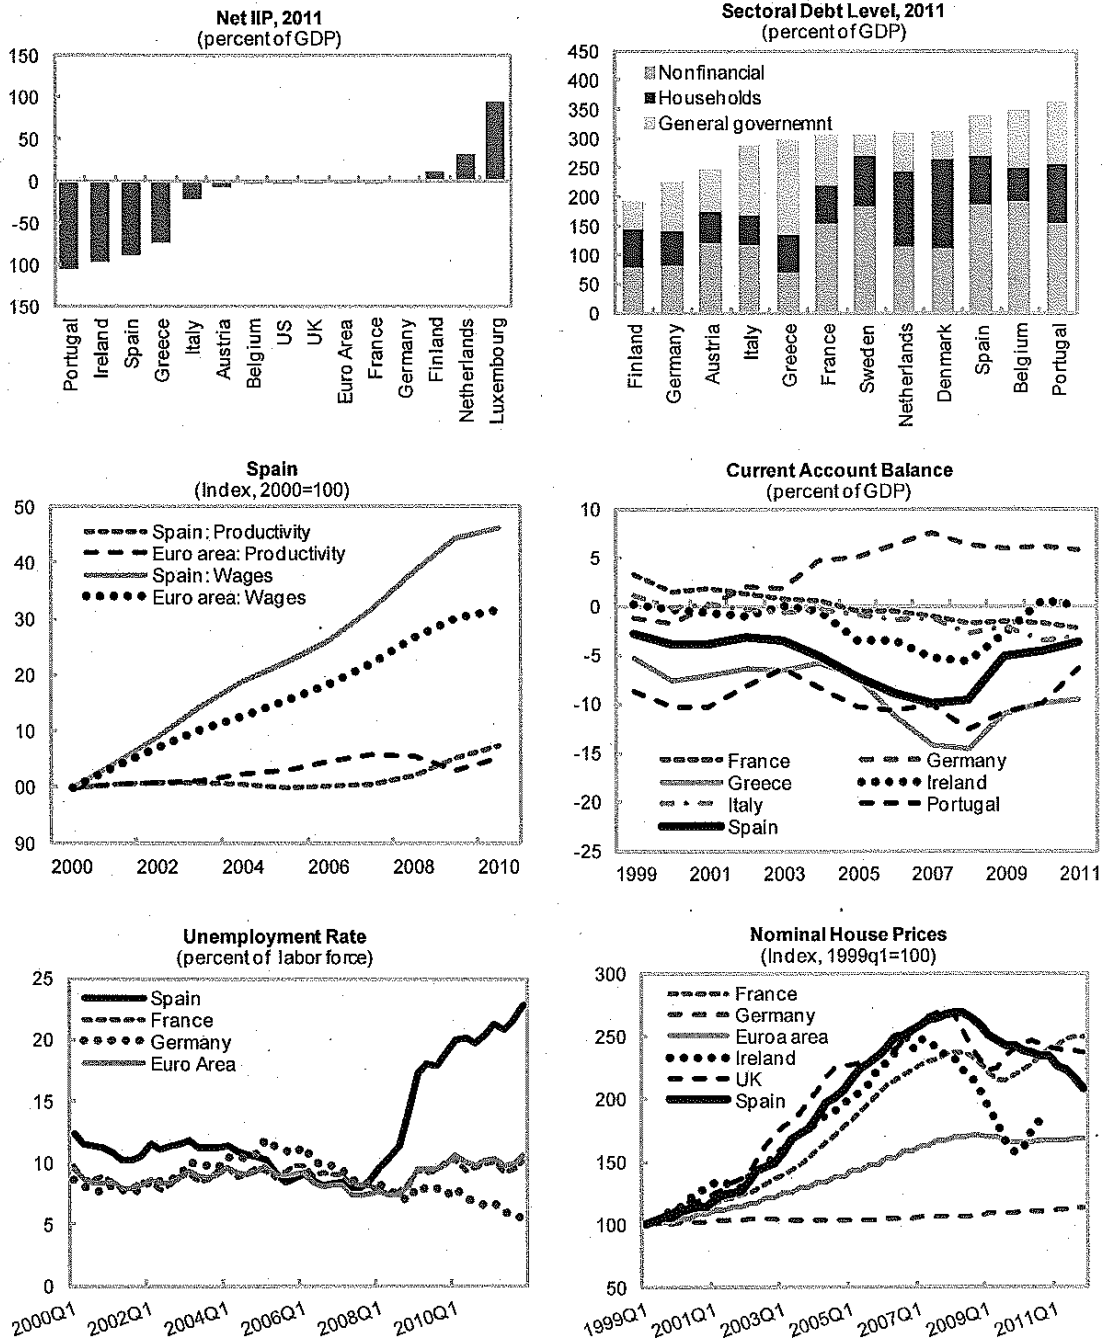 Net IIP, 2011
(percent of GDP)
150
100
50
0
-50
100
150
Portugal
Ireland
Spain
Greece
Italy
Austria
Belgium
US
UK
Euro Area
France
Germany
Finland
Netherlands
Luxembourg
Sectoral Debt Level, 2011
(percent of GDP)
450
400
350
300
250
200
150
100
50
0
Nonfinancial
Households
General governemnt
Finland
Germany
Austria
Italy
Greece
France
Sweden
Netherlands
Denmark
Spain
Belgium
Portugal
Spain
(Index, 2000=100)
50
40
30
20
10
00
90
Spain: Productivity
Euro area: Productivity
Spain: Wages
Euro area: Wages
2000
2002
2004
2006
2008
2010
Current Account Balance
(percent of GDP)
10
5
0
-5
-10
-15
-20
-25
France
Germany
Greece
Ireland
Italy
Portugal
Spain
1999
2001
2003
2005
2007
2009
2011
Unemployment Rate
(percent of labor force)
25
20
15
10
5
0
Spain
France
Germany
Euro Area
2000Q1
2002Q1
2004Q1
2006Q1
2008Q1
2010Q1
Nominal House Prices
(Index, 1999q1=100)
300
250
200
150
100
50
France
Germany
Euroa area
Ireland
UK
Spain
1999Q1
2001Q1
2003Q1
2005Q1
2007Q1
2009Q1
2011Q1